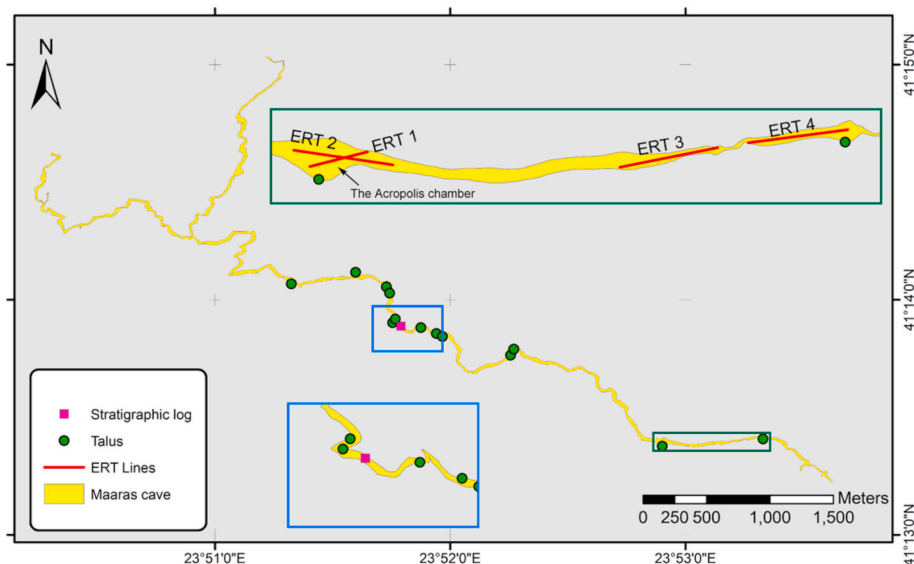 N
41°15'0"N
ERT 2
ERT 1
ERT 3
ERT 4
The Acropolis chamber
41°14'0"N
Stratigraphic log
Talus
ERT Lines
Maaras cave
Meters
0 250 500 1,000 1,500
41°13'0"N
23°51'0"E 23°52'0"E 23°53'0"E